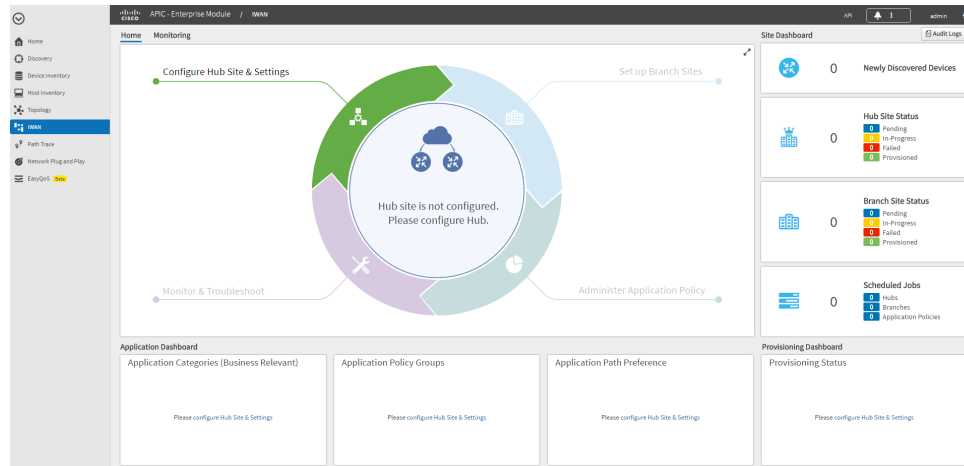 CISCO APIC - Enterprise Module / IWAN
API 1 admin
Home
Discovery
Device Inventory
Host Inventory
Topology
IWAN
Path Trace
Network Plug and Play
EasyQoS Beta
Home Monitoring
Configure Hub Site & Settings
Set up Branch Sites
Hub site is not configured.
Please configure Hub.
Monitor & Troubleshoot
Administer Application Policy
Site Dashboard
Audit Logs
0 Newly Discovered Devices
Hub Site Status
0
0 Pending
0 In-Progress
0 Failed
0 Provisioned
Branch Site Status
0
0 Pending
0 In-Progress
0 Failed
0 Provisioned
Scheduled Jobs
0
0 Hubs
0 Branches
0 Application Policies
Application Dashboard
Application Categories (Business Relevant)
Please configure Hub Site & Settings
Application Policy Groups
Please configure Hub Site & Settings
Application Path Preference
Please configure Hub Site & Settings
Provisioning Dashboard
Provisioning Status
Please configure Hub Site & Settings